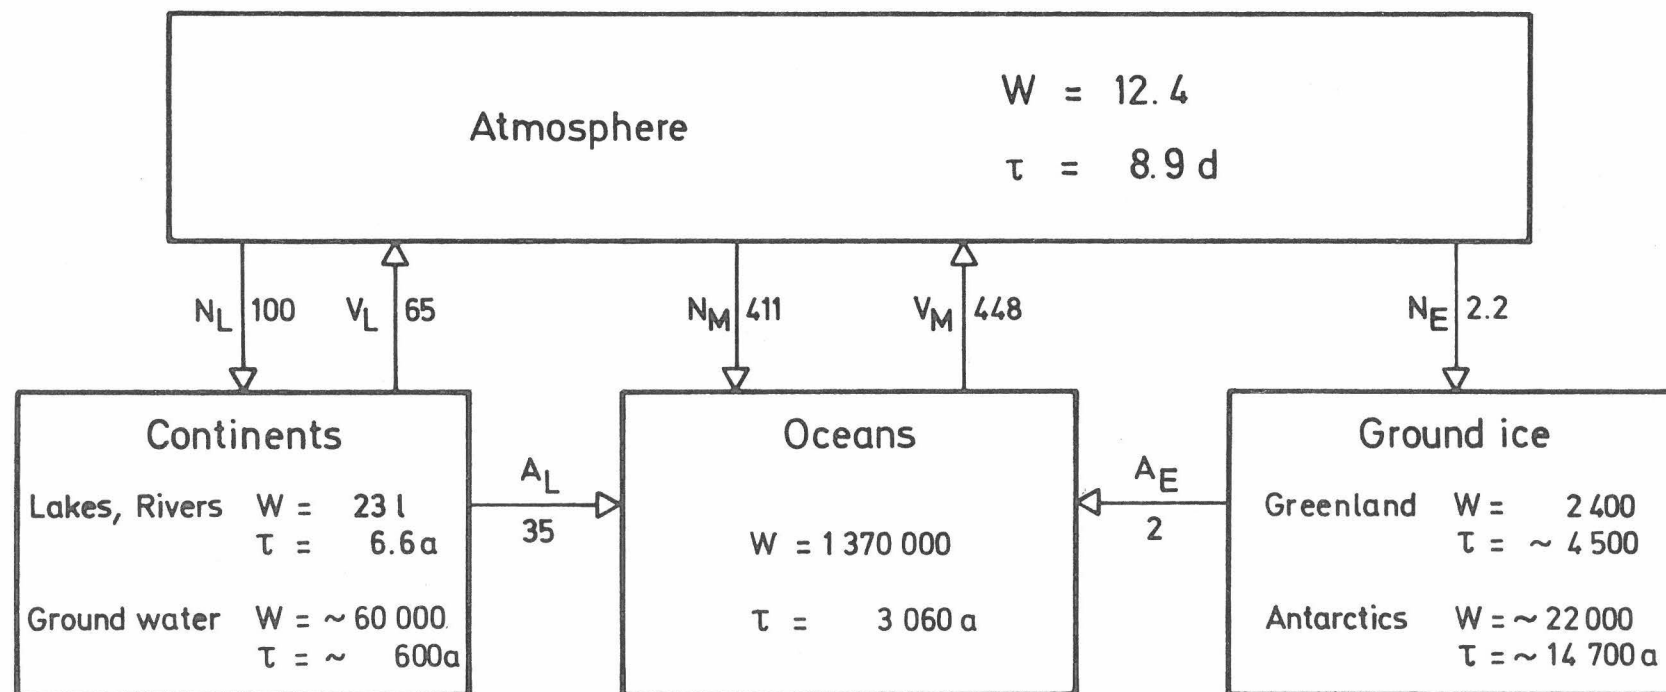 Atmosphere
W = 12.4
τ = 8.9 d
N_L 100
V_L 65
N_M 411
V_M 448
N_E 2.2
Continents
Lakes, Rivers W = 23 l
τ = 6.6 a
Ground water W = ~ 60 000
τ = ~ 600 a
A_L
35
Oceans
W = 1 370 000
τ = 3 060 a
A_E
2
Ground ice
Greenland W = 2 400
τ = ~ 4 500
Antarctics W = ~ 22 000
τ = ~ 14 700 a